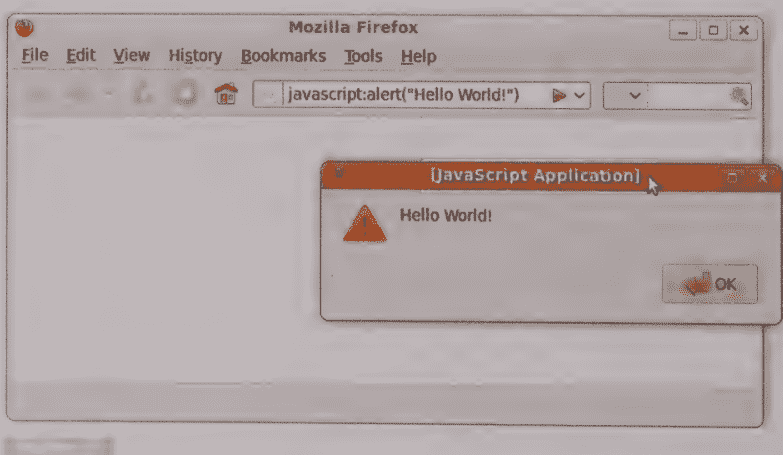 Mozilla Firefox
File Edit View History Bookmarks Tools Help
javascript:alert("Hello World!")
[JavaScript Application]
Hello World!
OK